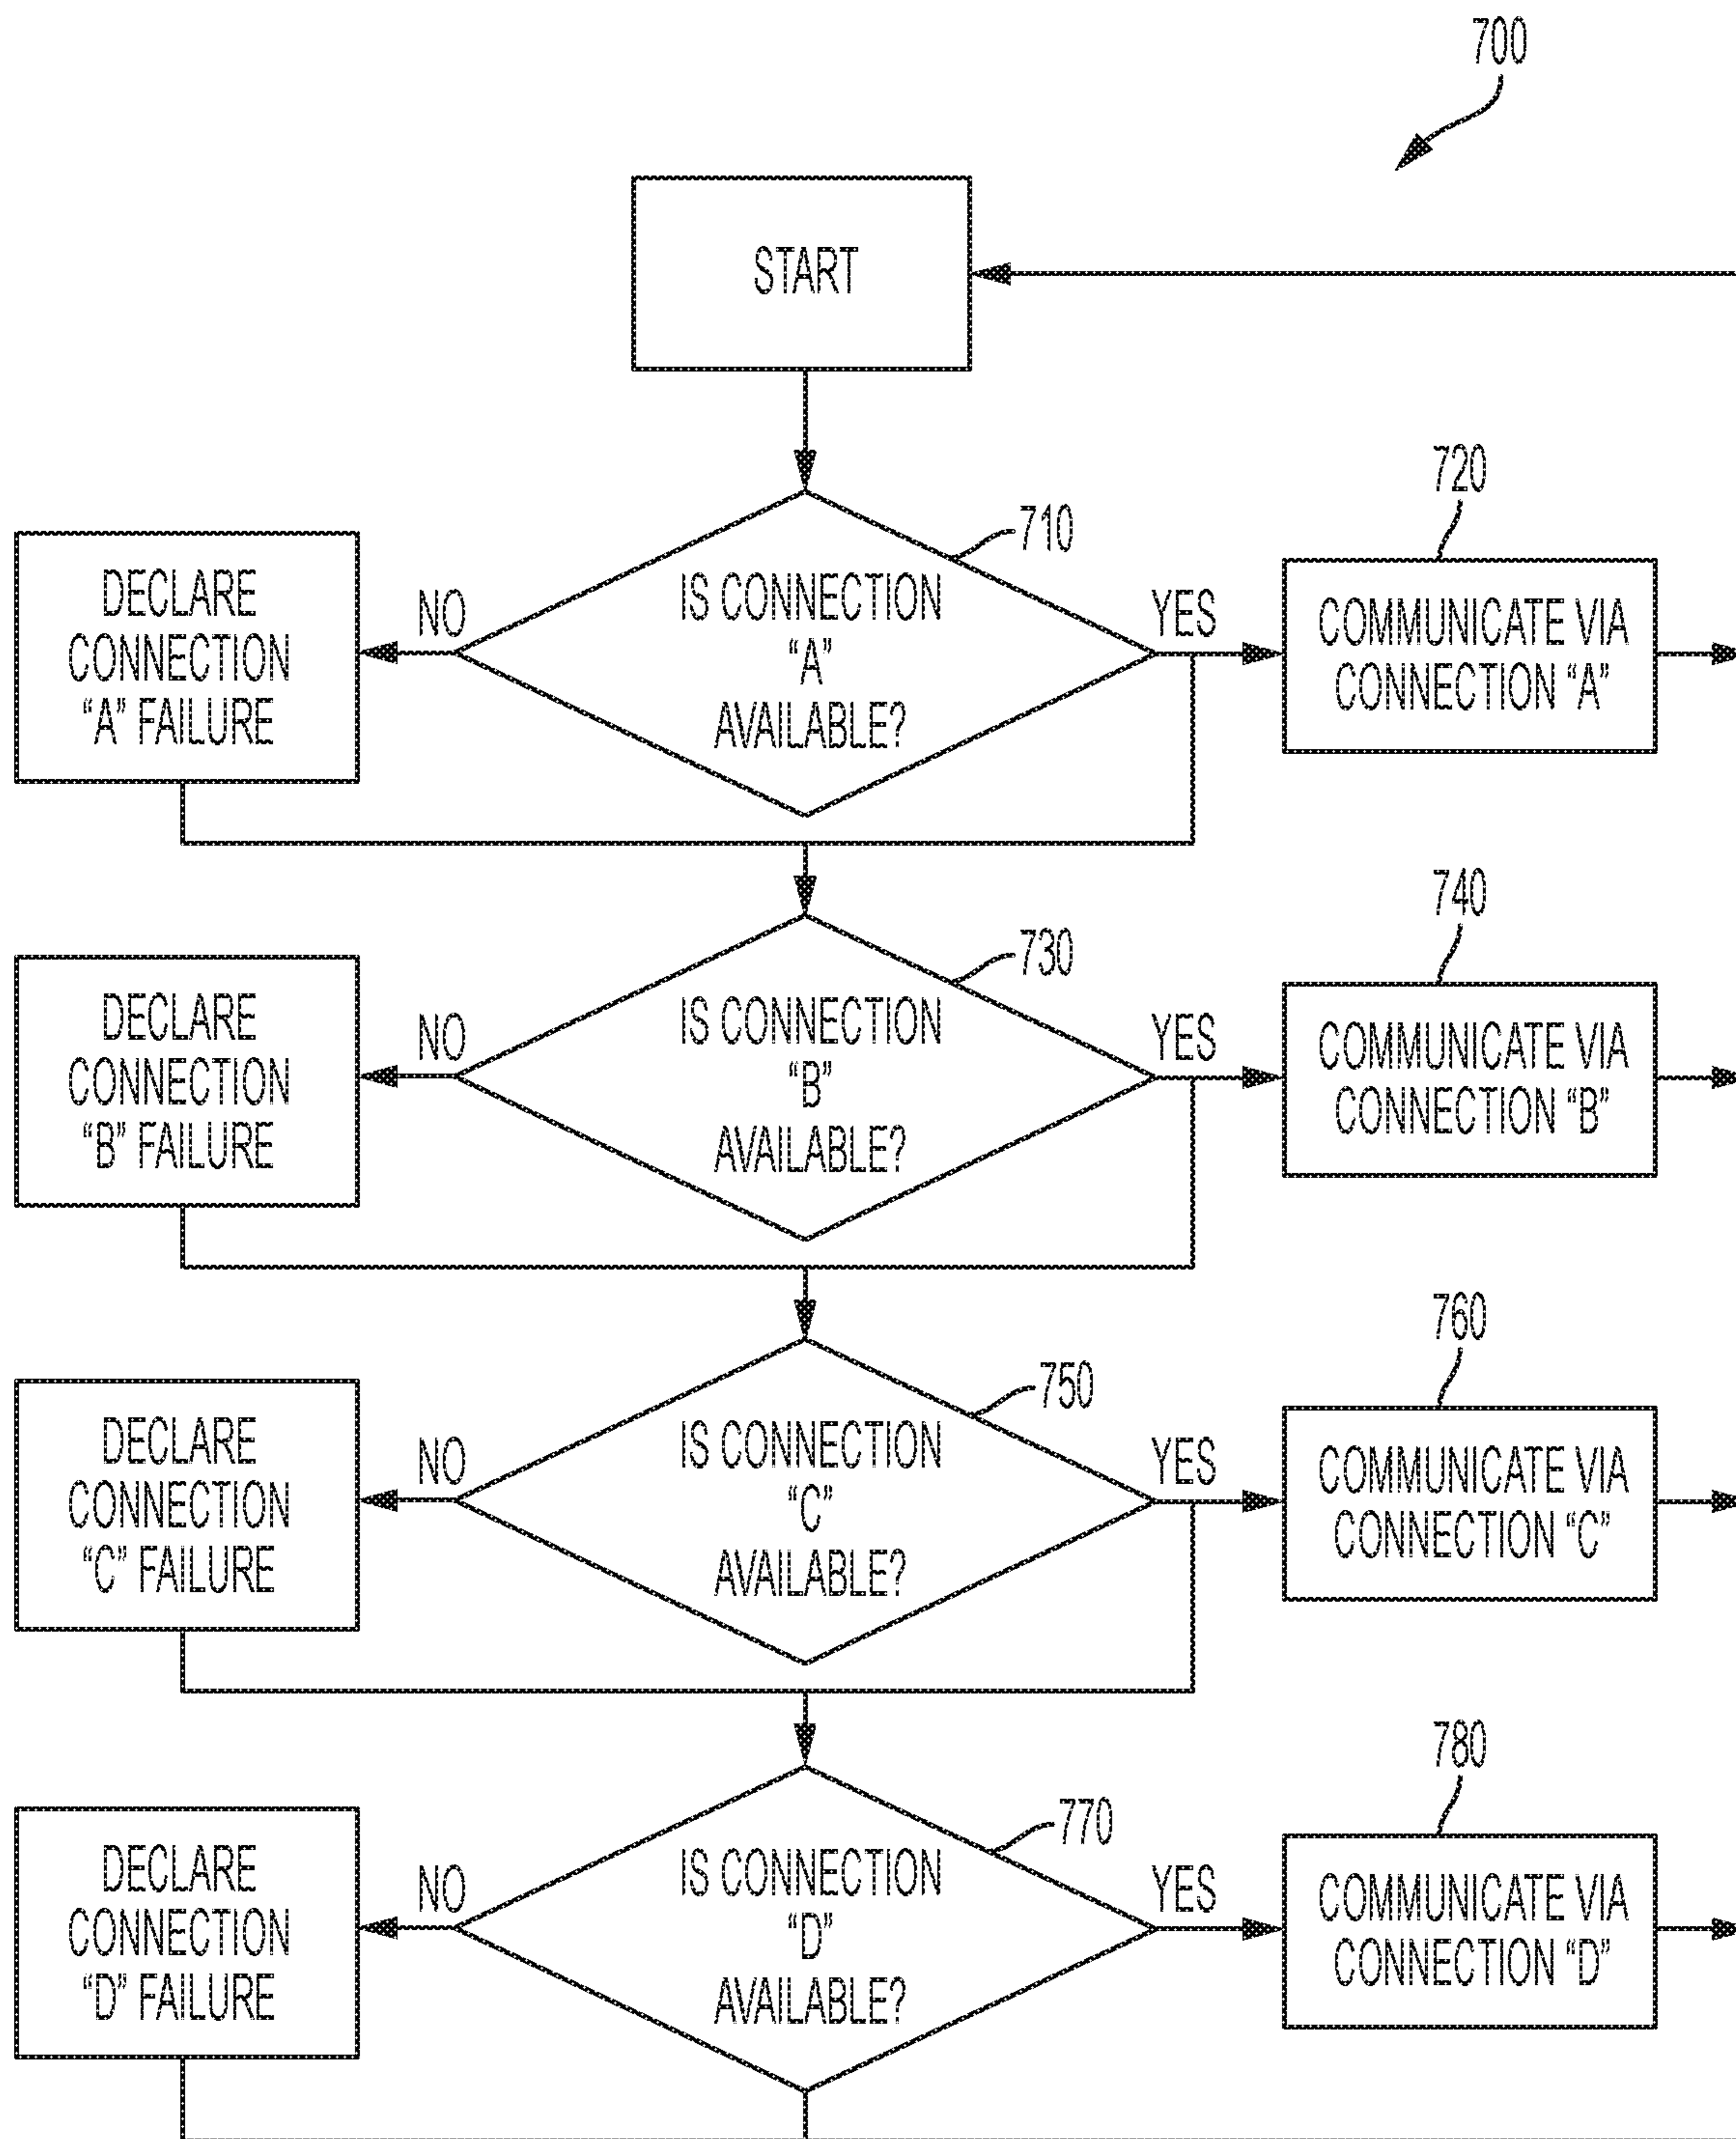 700
START
710
720
DECLARE
CONNECTION
"A" FAILURE
NO
IS CONNECTION
"A"
AVAILABLE?
YES
COMMUNICATE VIA
CONNECTION "A"
730
740
DECLARE
CONNECTION
"B" FAILURE
NO
IS CONNECTION
"B"
AVAILABLE?
YES
COMMUNICATE VIA
CONNECTION "B"
750
760
DECLARE
CONNECTION
"C" FAILURE
NO
IS CONNECTION
"C"
AVAILABLE?
YES
COMMUNICATE VIA
CONNECTION "C"
770
780
DECLARE
CONNECTION
"D" FAILURE
NO
IS CONNECTION
"D"
AVAILABLE?
YES
COMMUNICATE VIA
CONNECTION "D"